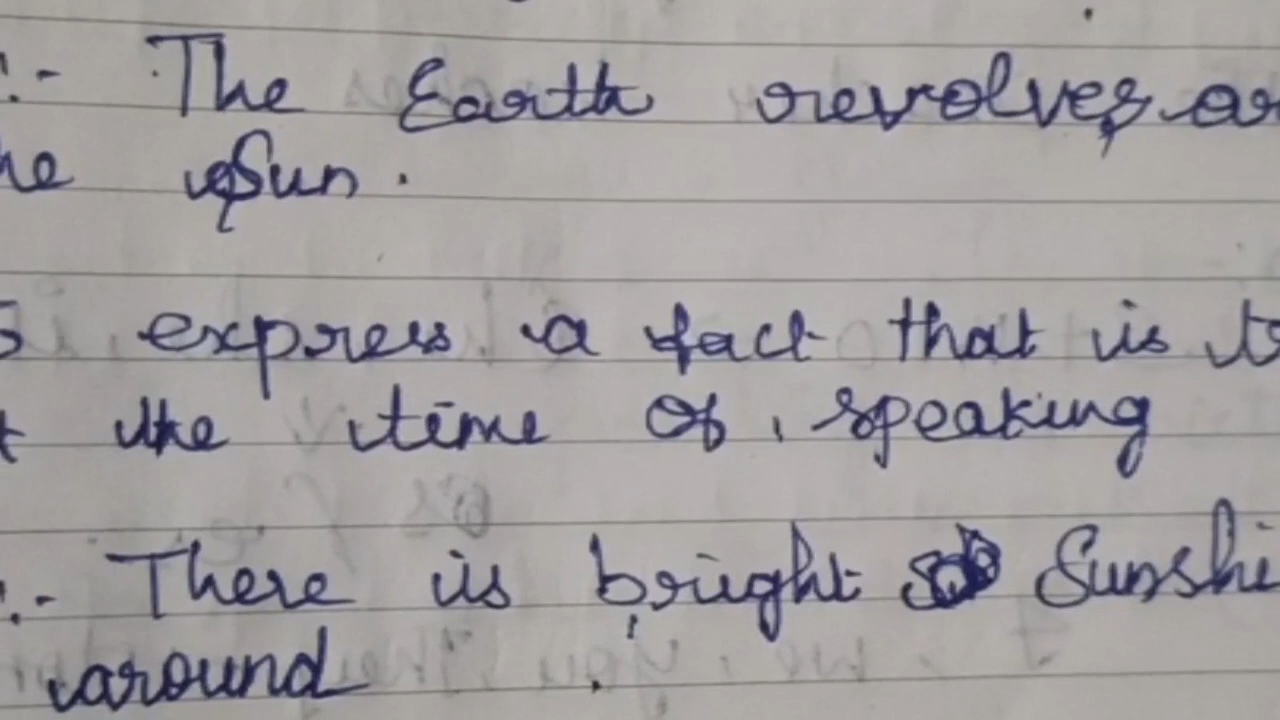 :- The Earth revolves
Sun.
express a fact that is
the time of speaking
:- There is bright
around